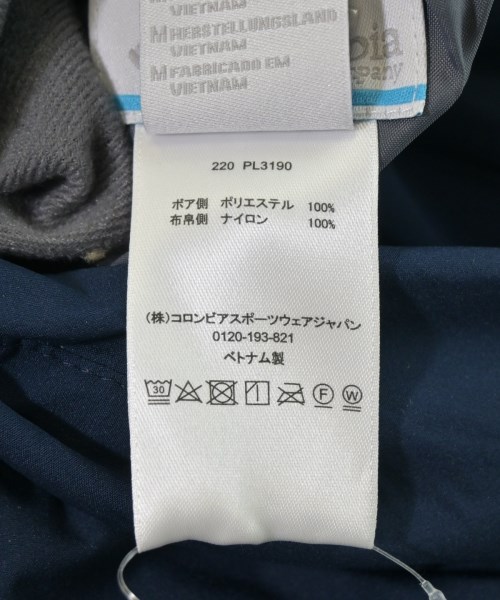 VIETNAM
M HERSTELLUNGSLAND
VIETNAM
M FABRICADO EM
VIETNAM
220 PL3190
ボア側 ポリエステル 100%
布帛側 ナイロン 100%
(株)コロンビアスポーツウェアジャパン
0120-193-821
ベトナム製
30
F
W